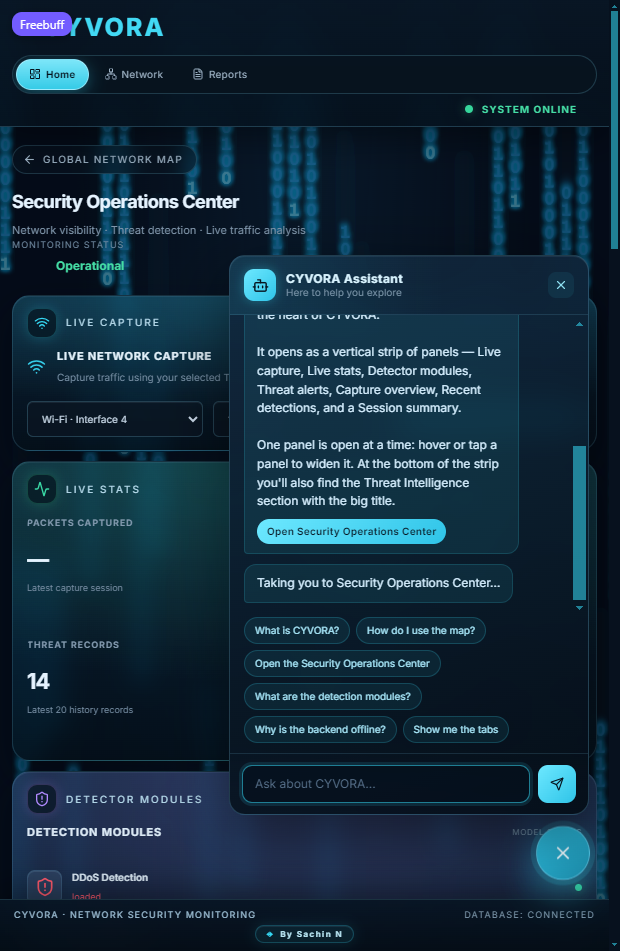 Freebuff
YVORA
Home
Network
Reports
SYSTEM ONLINE
← GLOBAL NETWORK MAP
Security Operations Center
Network visibility · Threat detection · Live traffic analysis
MONITORING STATUS
Operational
LIVE CAPTURE
LIVE NETWORK CAPTURE
Capture traffic using your selected
Wi-Fi · Interface 4
LIVE STATS
PACKETS CAPTURED
—
Latest capture session
THREAT RECORDS
14
Latest 20 history records
DETECTOR MODULES
DETECTION MODULES
DDoS Detection
loaded
CYVORA Assistant
Here to help you explore
the heart of CYVORA.
It opens as a vertical strip of panels — Live
capture, Live stats, Detector modules,
Threat alerts, Capture overview, Recent
detections, and a Session summary.
One panel is open at a time: hover or tap a
panel to widen it. At the bottom of the strip
you'll also find the Threat Intelligence
section with the big title.
Open Security Operations Center
Taking you to Security Operations Center...
What is CYVORA?
How do I use the map?
Open the Security Operations Center
What are the detection modules?
Why is the backend offline?
Show me the tabs
Ask about CYVORA...
CYVORA · NETWORK SECURITY MONITORING
DATABASE: CONNECTED
By Sachin N